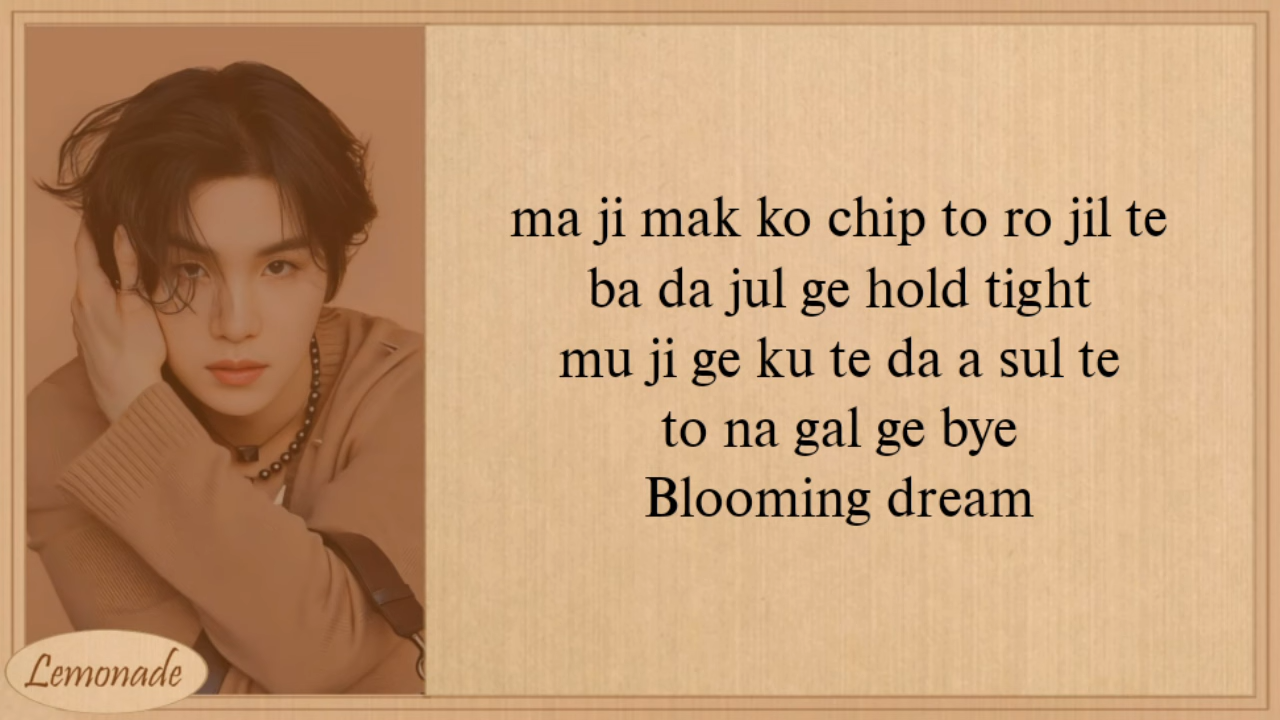 ma ji mak ko chip to ro jil te
ba da jul ge hold tight
mu ji ge ku te da a sul te
to na gal ge bye
Blooming dream
Lemonade